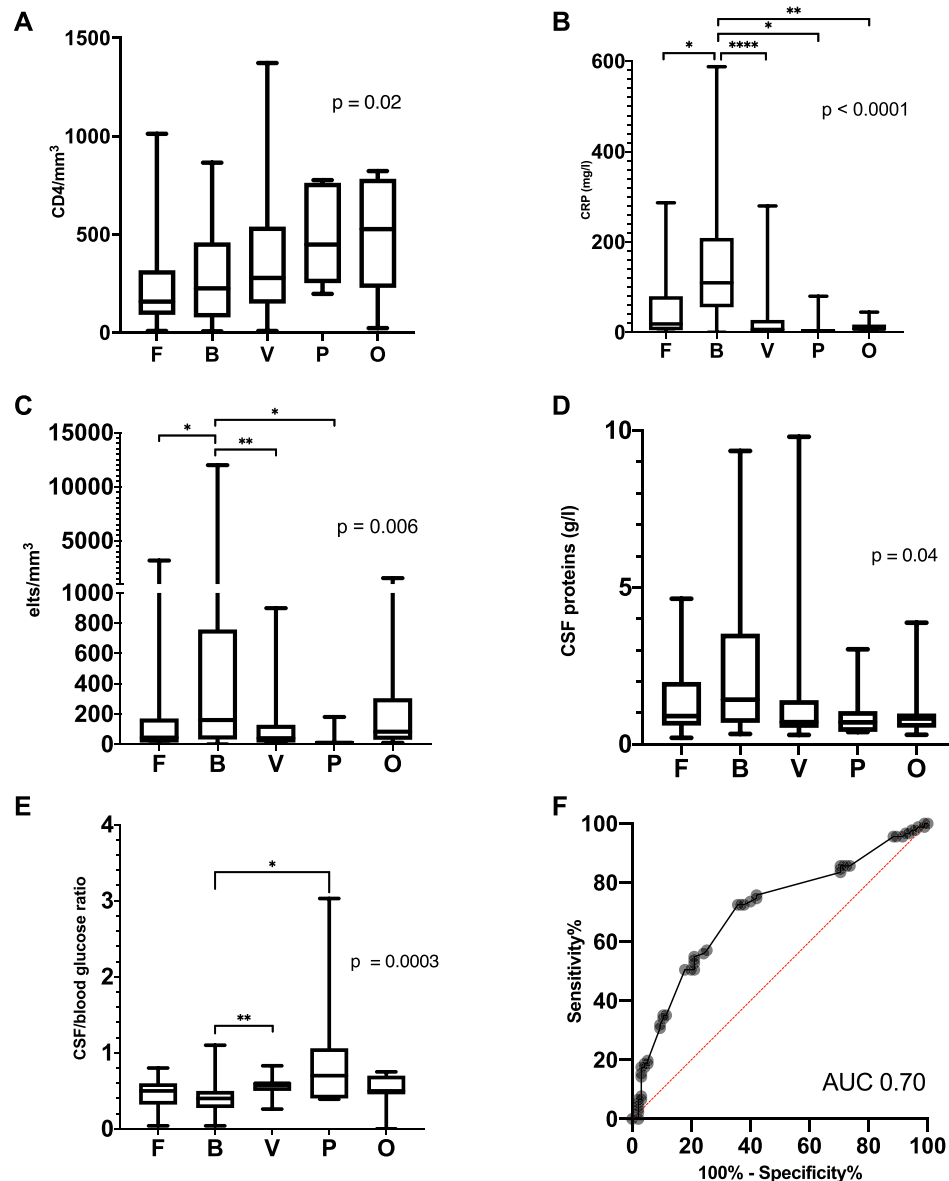 A
1500
1000
500
0
CD4/mm³
p = 0.02
F B V P O
B
**
*
* ****
600
400
200
0
CRP (mg/l)
p < 0.0001
F B V P O
C
*
* **
15000
10000
5000
1000
800
600
400
200
0
elts/mm³
p = 0.006
F B V P O
D
10
5
0
CSF proteins (g/l)
p = 0.04
F B V P O
E
4
3
2
1
0
CSF/blood glucose ratio
*
**
p = 0.0003
F B V P O
F
100
80
60
40
20
0
Sensitivity%
AUC 0.70
0 20 40 60 80 100
100% - Specificity%